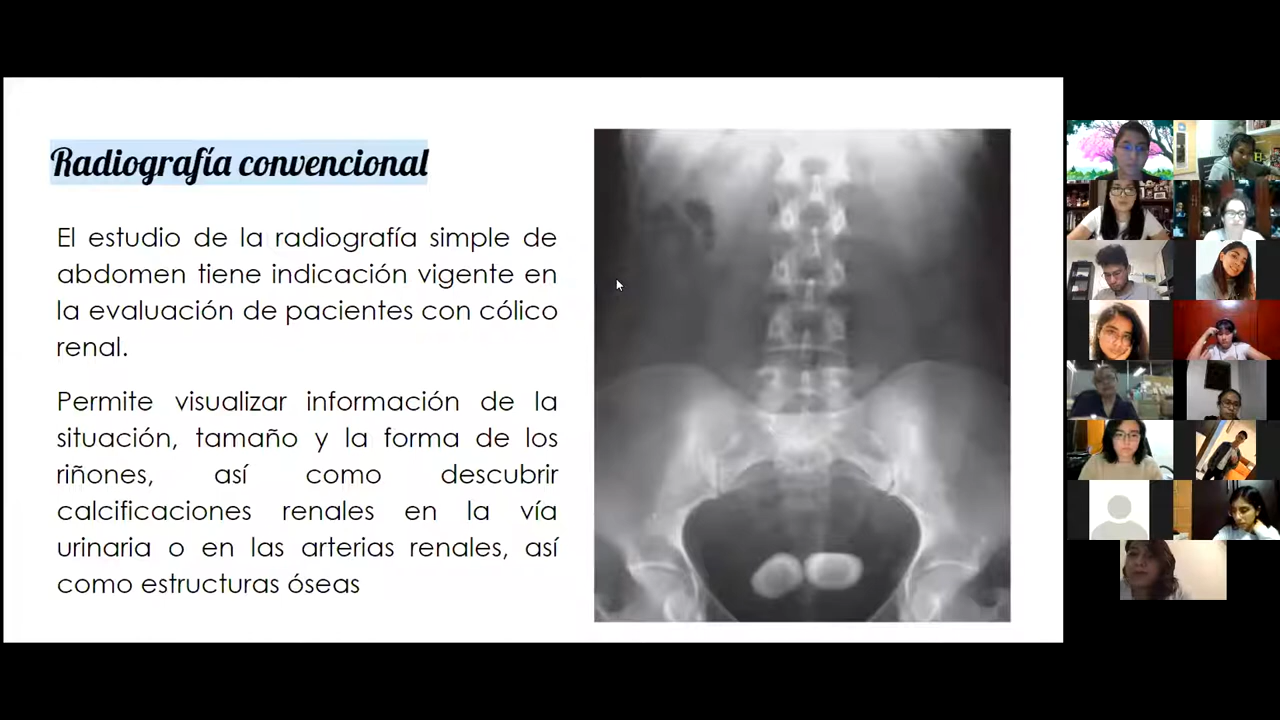 Radiografía convencional
El estudio de la radiografía simple de
abdomen tiene indicación vigente en
la evaluación de pacientes con cólico
renal.
Permite visualizar información de la
situación, tamaño y la forma de los
riñones, así como descubrir
calcificaciones renales en la vía
urinaria o en las arterias renales, así
como estructuras óseas